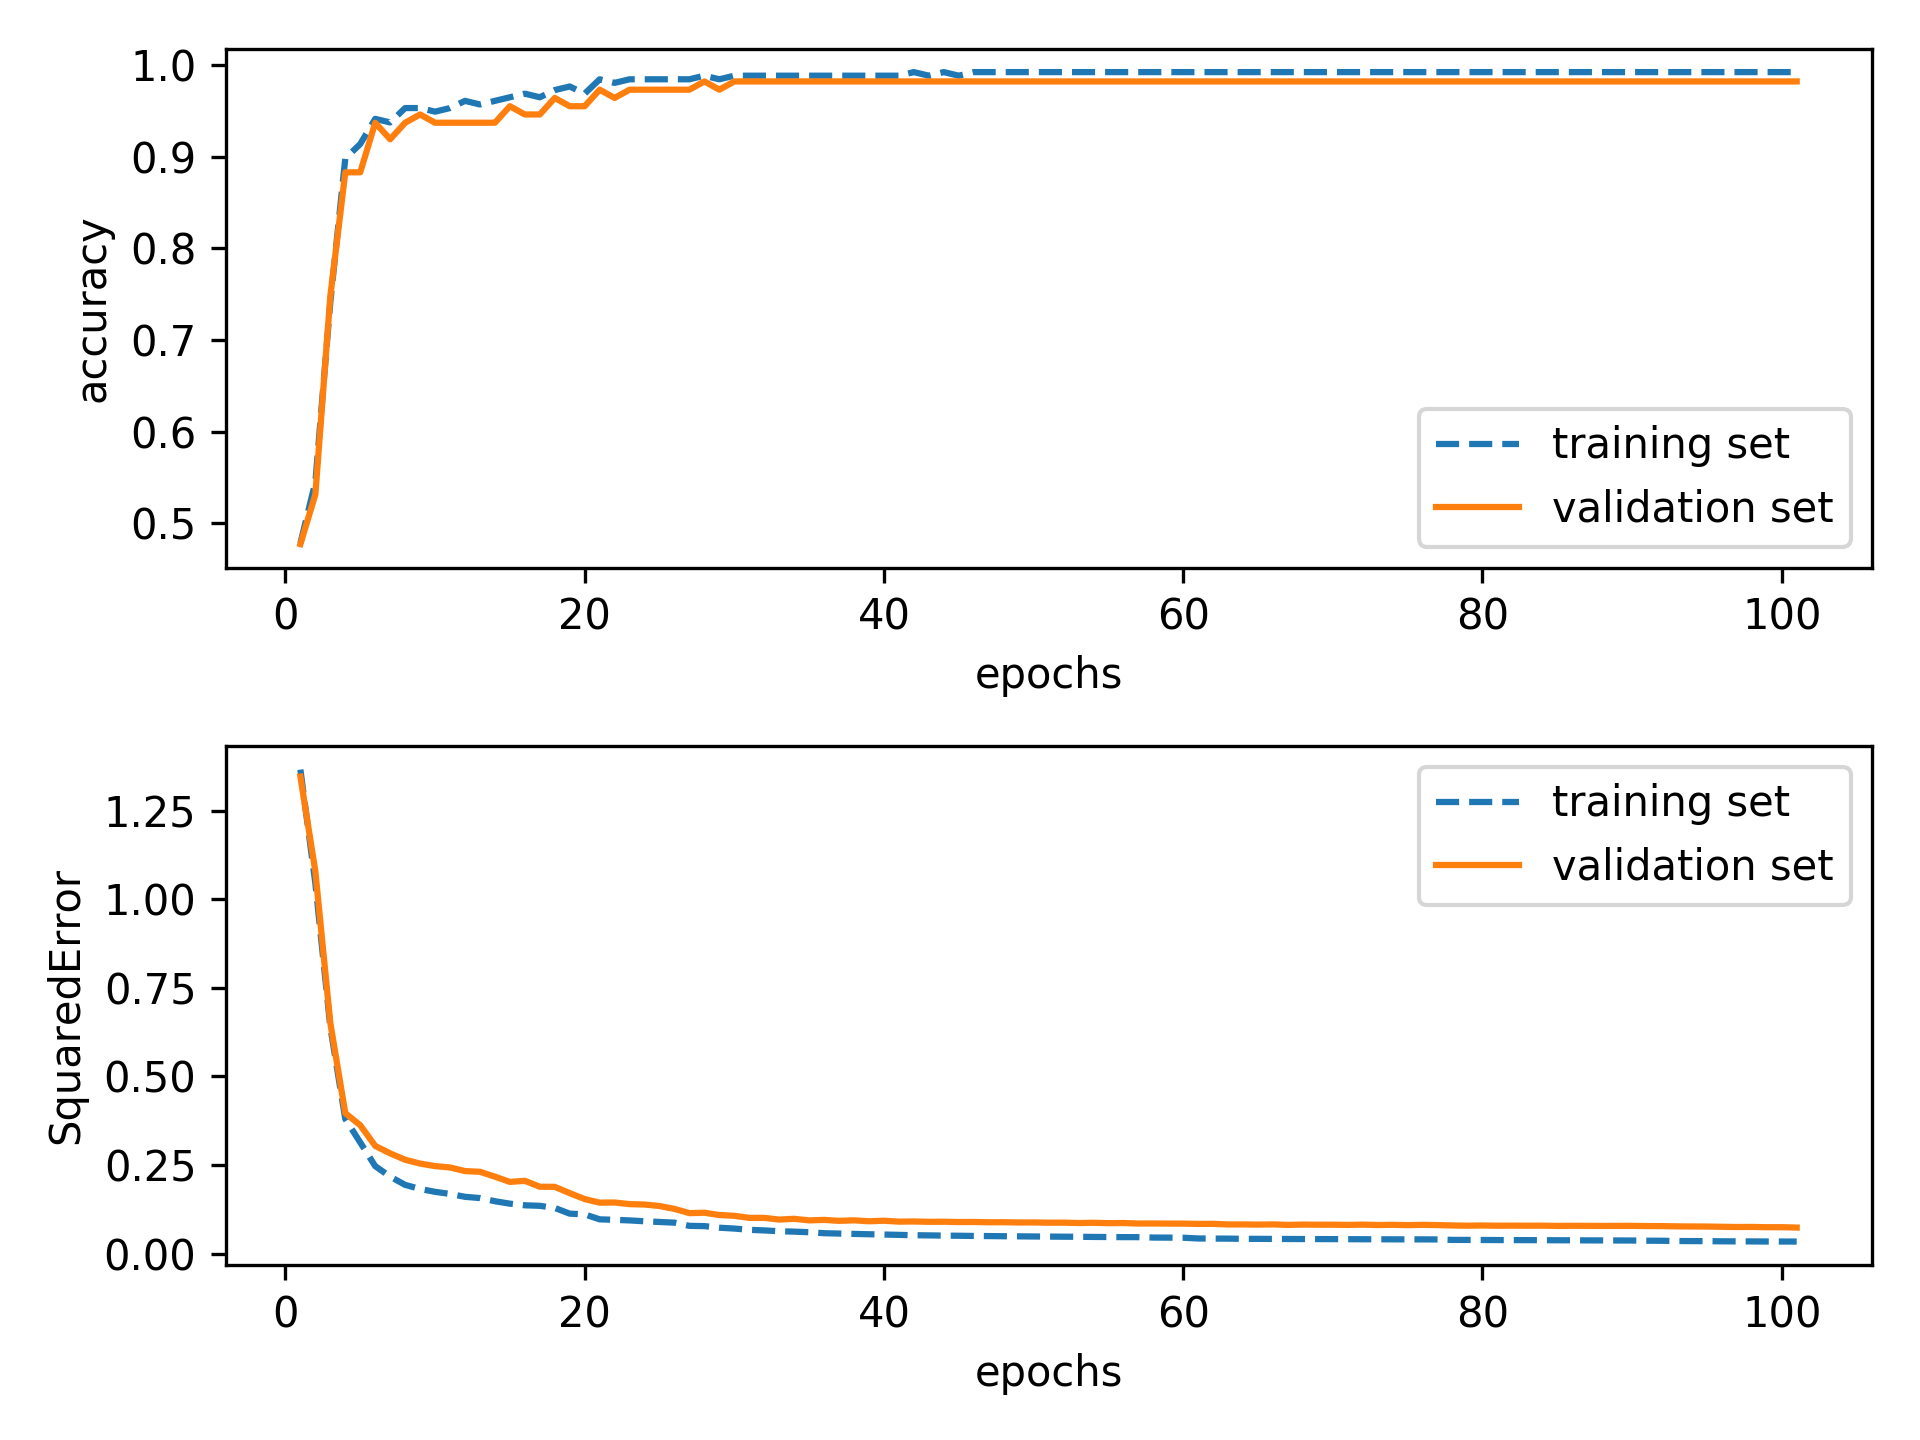 accuracy
1.0
0.9
0.8
0.7
0.6
0.5
training set
validation set
0 20 40 60 80 100
epochs
SquaredError
1.25
1.00
0.75
0.50
0.25
0.00
training set
validation set
0 20 40 60 80 100
epochs